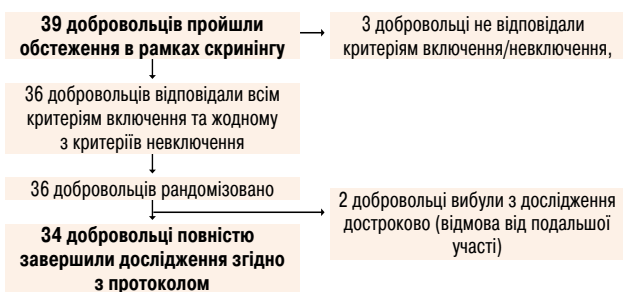 39 добровольців пройшли
обстеження в рамках скринінгу
3 добровольці не відповідали
критеріям включення/невключення,
36 добровольців відповідали всім
критеріям включення та жодному
з критеріїв невключення
36 добровольців рандомізовано
2 добровольці вибули з дослідження
достроково (відмова від подальшої
участі)
34 добровольці повністю
завершили дослідження згідно
з протоколом